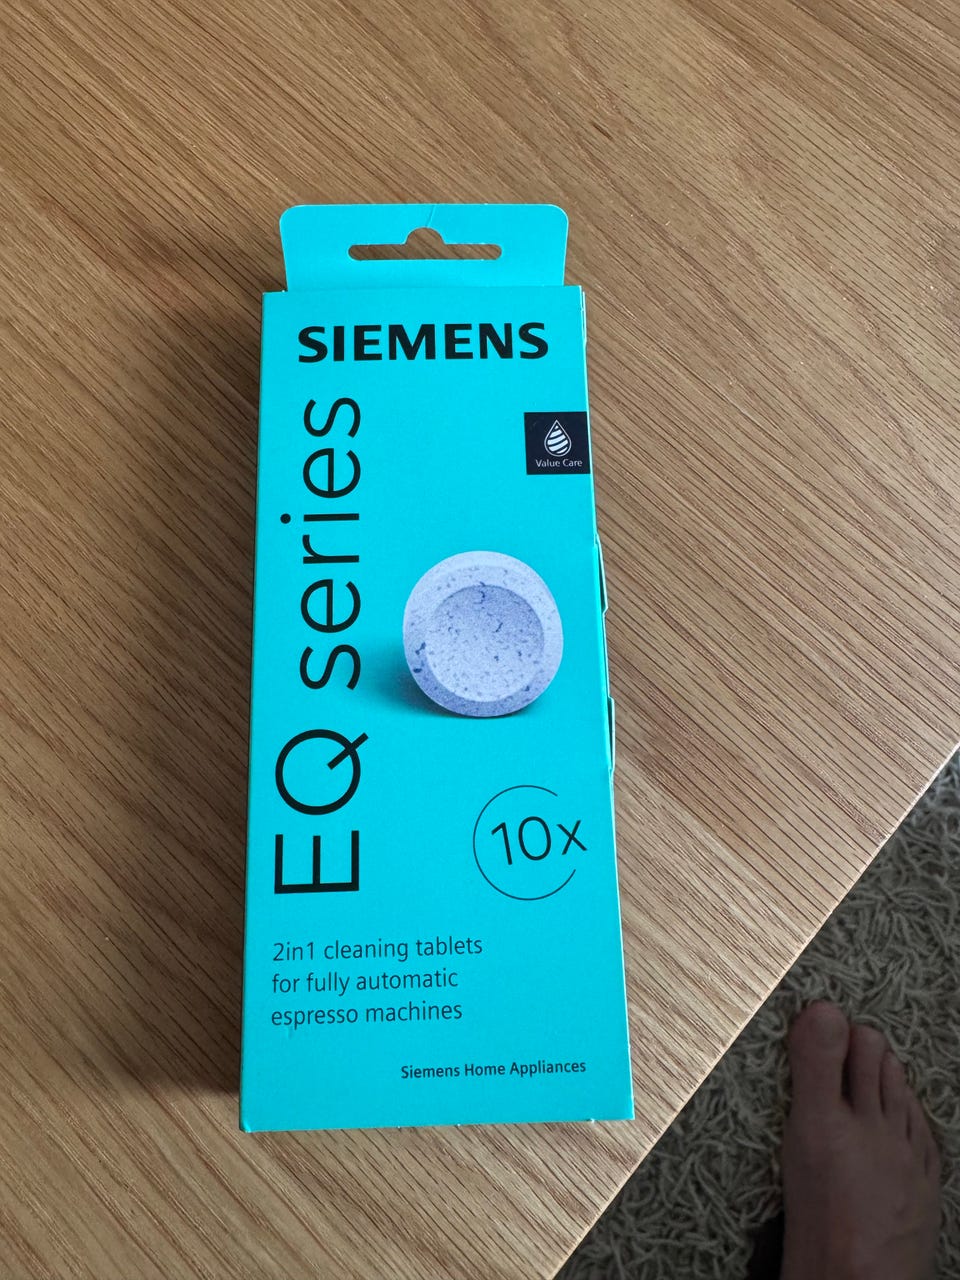 SIEMENS
EQ series
Value Care
10x
2in1 cleaning tablets
for fully automatic
espresso machines
Siemens Home Appliances